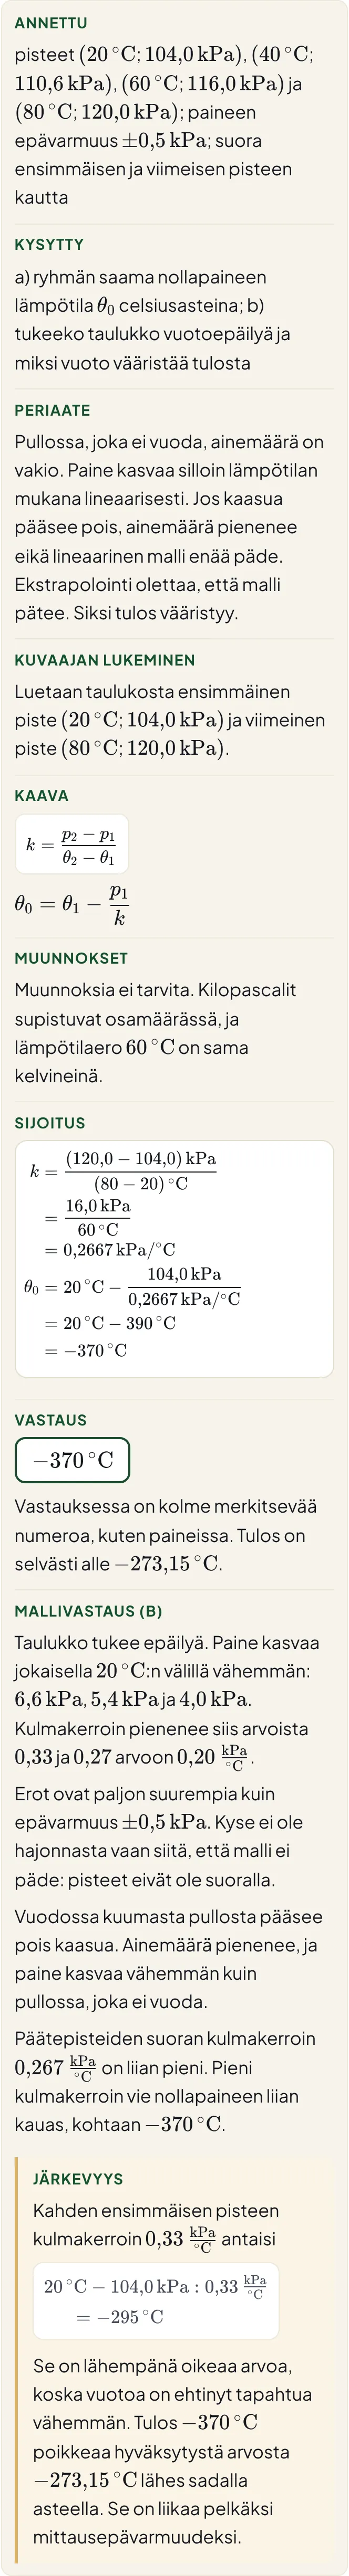 ANNETTU
pisteet (20 °C; 104,0 kPa), (40 °C;
110,6 kPa), (60 °C; 116,0 kPa) ja
(80 °C; 120,0 kPa); paineen
epävarmuus ±0,5 kPa; suora
ensimmäisen ja viimeisen pisteen
kautta
KYSYTTY
a) ryhmän saama nollapaineen
lämpötila θ₀ celsiusasteina; b)
tukeeko taulukko vuotoepäilyä ja
miksi vuoto vääristää tulosta
PERIAATE
Pullossa, joka ei vuoda, ainemäärä on
vakio. Paine kasvaa silloin lämpötilan
mukana lineaarisesti. Jos kaasua
pääsee pois, ainemäärä pienenee
eikä lineaarinen malli enää päde.
Ekstrapolointi olettaa, että malli
pätee. Siksi tulos vääristyy.
KUVAAJAN LUKEMINEN
Luetaan taulukosta ensimmäinen
piste (20 °C; 104,0 kPa) ja viimeinen
piste (80 °C; 120,0 kPa).
KAAVA
k = (p₂ − p₁)/(θ₂ − θ₁)
θ₀ = θ₁ − p₁/k
MUUNNOKSET
Muunnoksia ei tarvita. Kilopascalit
supistuvat osamäärässä, ja
lämpötilaero 60 °C on sama
kelvineinä.
SIJOITUS
k = (120,0 − 104,0) kPa/(80 − 20) °C
= 16,0 kPa/60 °C
= 0,2667 kPa/°C
θ₀ = 20 °C − 104,0 kPa/0,2667 kPa/°C
= 20 °C − 390 °C
= −370 °C
VASTAUS
−370 °C
Vastauksessa on kolme merkitsevää
numeroa, kuten paineissa. Tulos on
selvästi alle −273,15 °C.
MALLIVASTAUS (B)
Taulukko tukee epäilyä. Paine kasvaa
jokaisella 20 °C:n välillä vähemmän:
6,6 kPa, 5,4 kPa ja 4,0 kPa.
Kulmakerroin pienenee siis arvoista
0,33 ja 0,27 arvoon 0,20 kPa/°C.
Erot ovat paljon suurempia kuin
epävarmuus ±0,5 kPa. Kyse ei ole
hajonnasta vaan siitä, että malli ei
päde: pisteet eivät ole suoralla.
Vuodossa kuumasta pullosta pääsee
pois kaasua. Ainemäärä pienenee, ja
paine kasvaa vähemmän kuin
pullossa, joka ei vuoda.
Päätepisteiden suoran kulmakerroin
0,267 kPa/°C on liian pieni. Pieni
kulmakerroin vie nollapaineen liian
kauas, kohtaan −370 °C.
JÄRKEVYYS
Kahden ensimmäisen pisteen
kulmakerroin 0,33 kPa/°C antaisi
20 °C − 104,0 kPa : 0,33 kPa/°C
= −295 °C
Se on lähempänä oikeaa arvoa,
koska vuotoa on ehtinyt tapahtua
vähemmän. Tulos −370 °C
poikkeaa hyväksytystä arvosta
−273,15 °C lähes sadalla
asteella. Se on liikaa pelkäksi
mittausepävarmuudeksi.